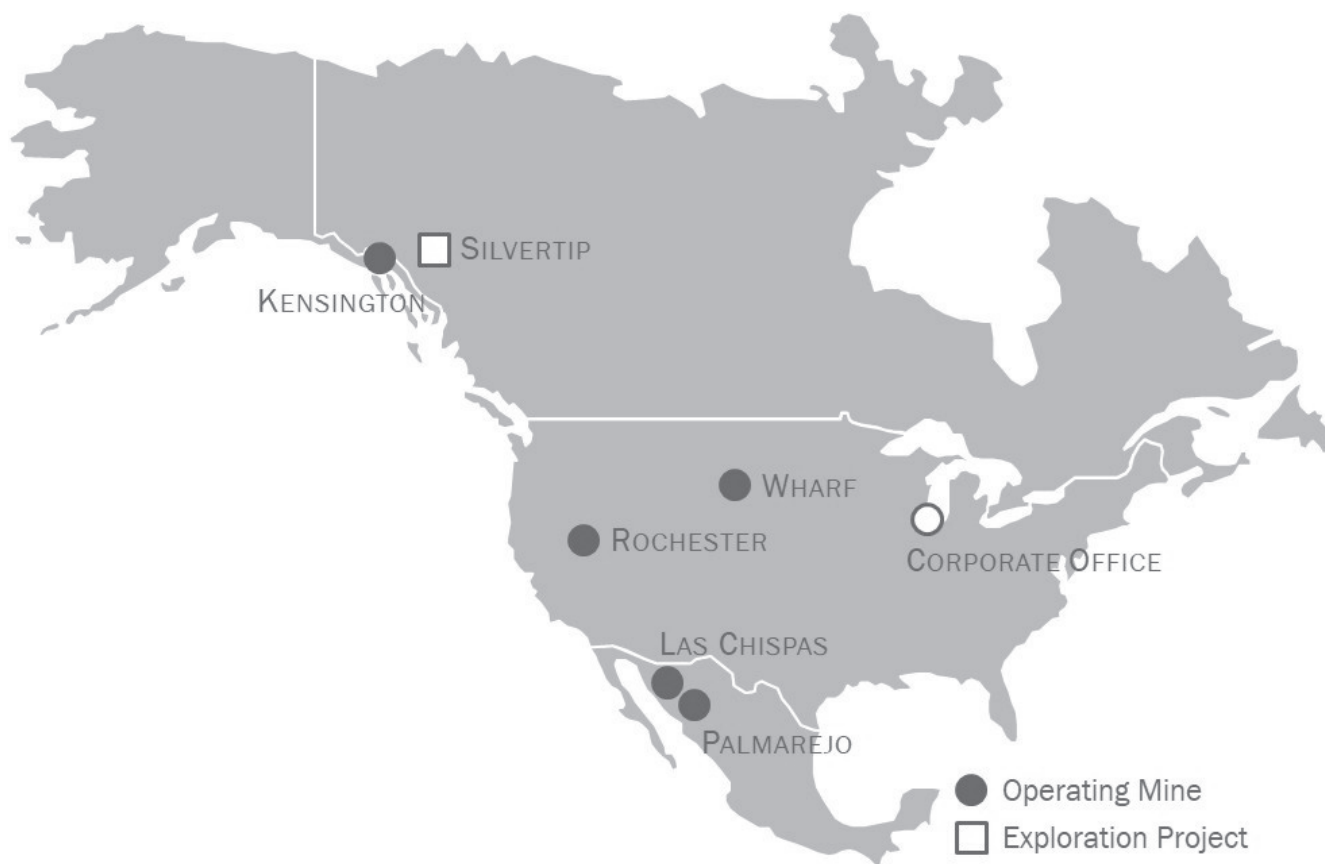 SILVERTIP
KENSINGTON
WHARF
ROCHESTER
CORPORATE OFFICE
LAS CHISPAS
PALMAREJO
Operating Mine
Exploration Project